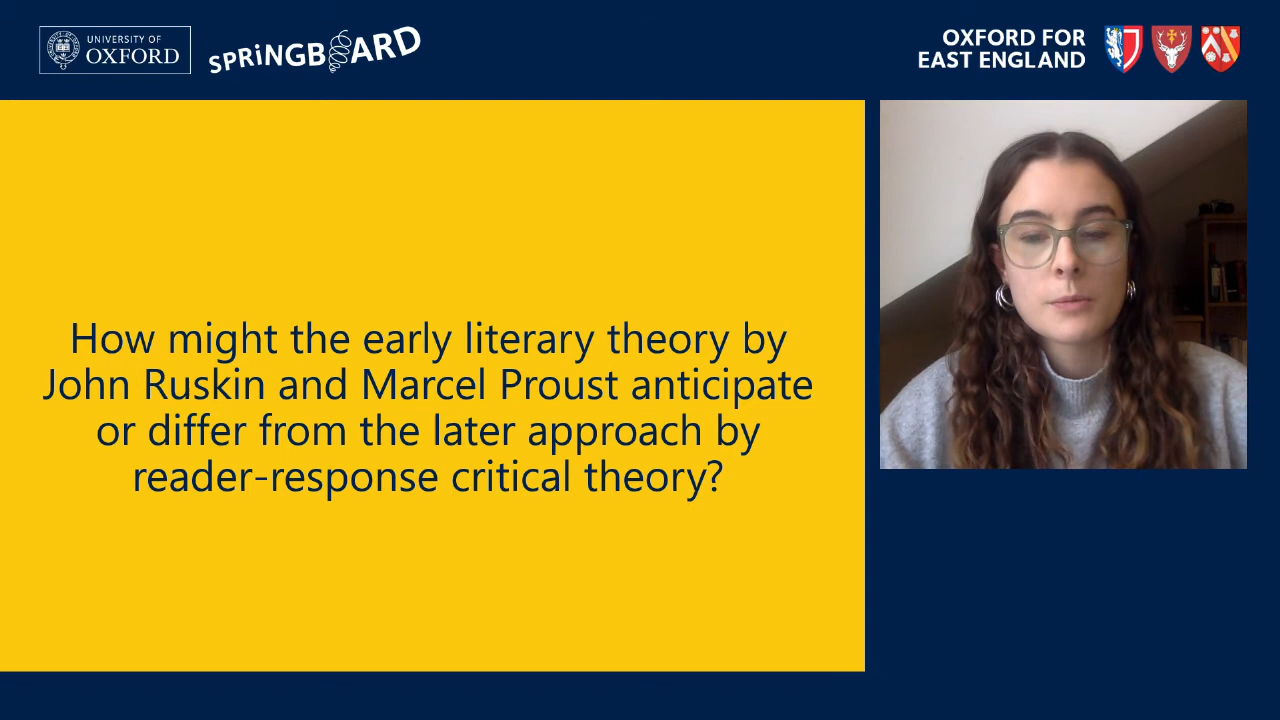 UNIVERSITY OF
OXFORD
SPRiNGBOARD
OXFORD FOR
EAST ENGLAND
How might the early literary theory by
John Ruskin and Marcel Proust anticipate
or differ from the later approach by
reader-response critical theory?